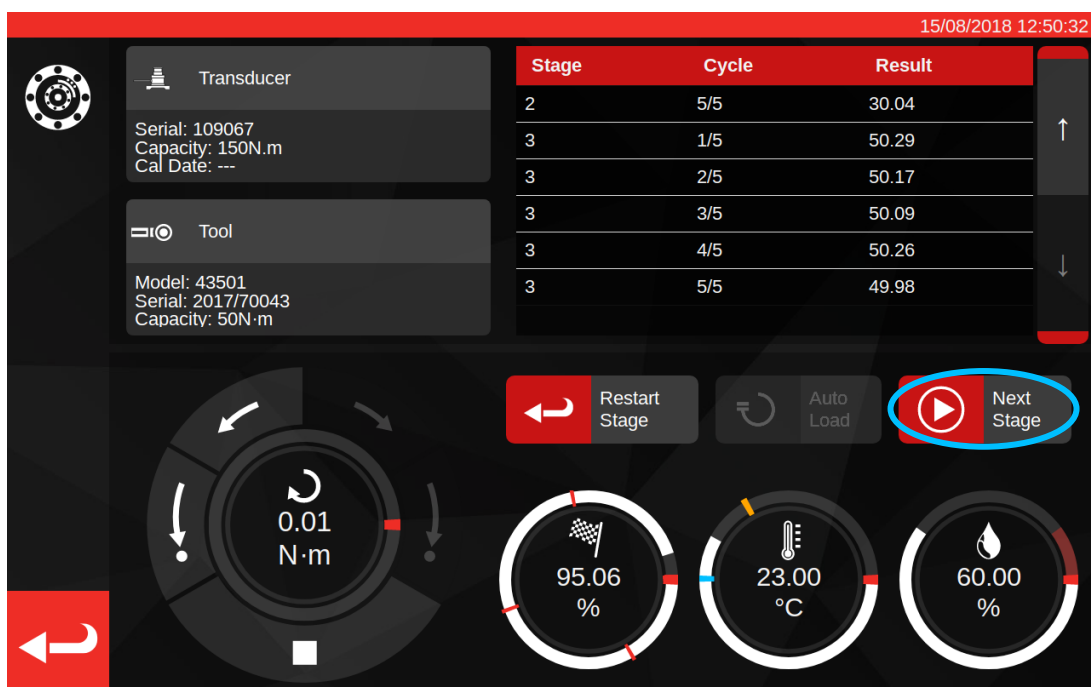 15/08/2018 12:50:32
Transducer
Serial: 109067
Capacity: 150N.m
Cal Date: ---
Tool
Model: 43501
Serial: 2017/70043
Capacity: 50N·m
Stage Cycle Result
2 5/5 30.04
3 1/5 50.29
3 2/5 50.17
3 3/5 50.09
3 4/5 50.26
3 5/5 49.98
Restart
Stage
Auto
Load
Next
Stage
0.01
N·m
95.06
%
23.00
°C
60.00
%